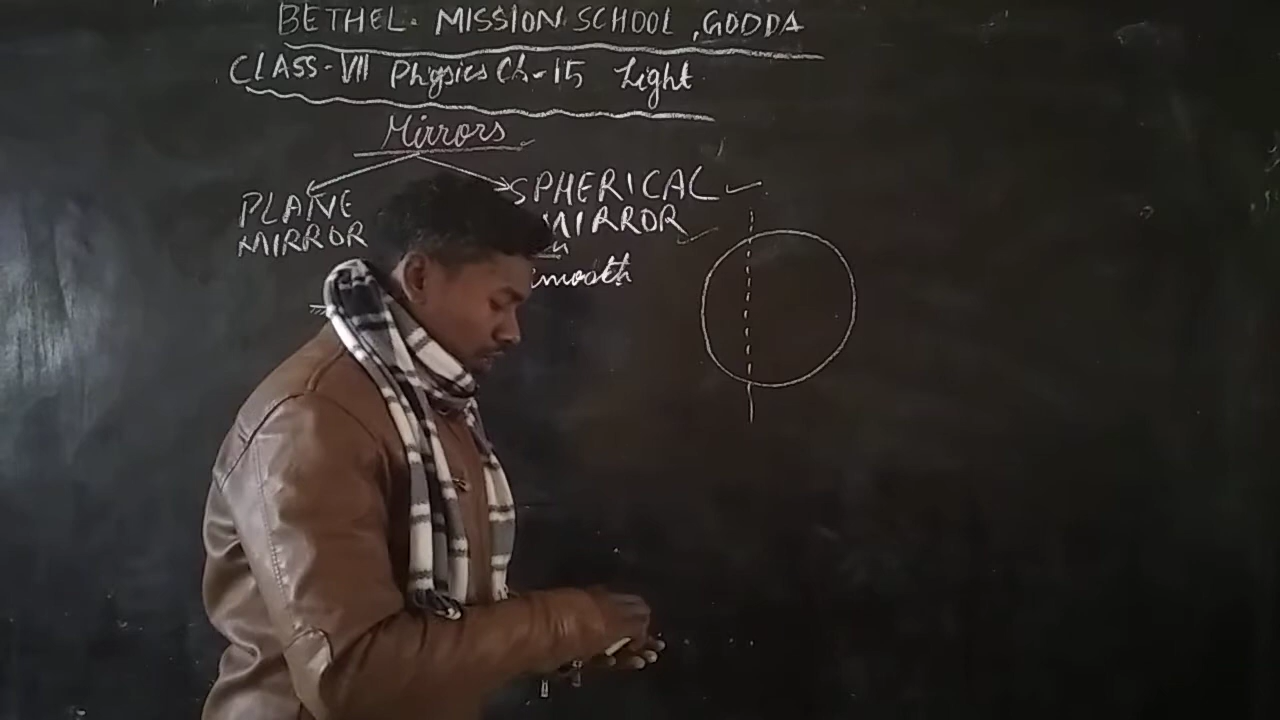 BETHEL. MISSION SCHOOL, GODDA
CLASS-VII Physics Ch-15 Light
Mirrors
PLANE
MIRROR
SPHERICAL
MIRROR
smooth